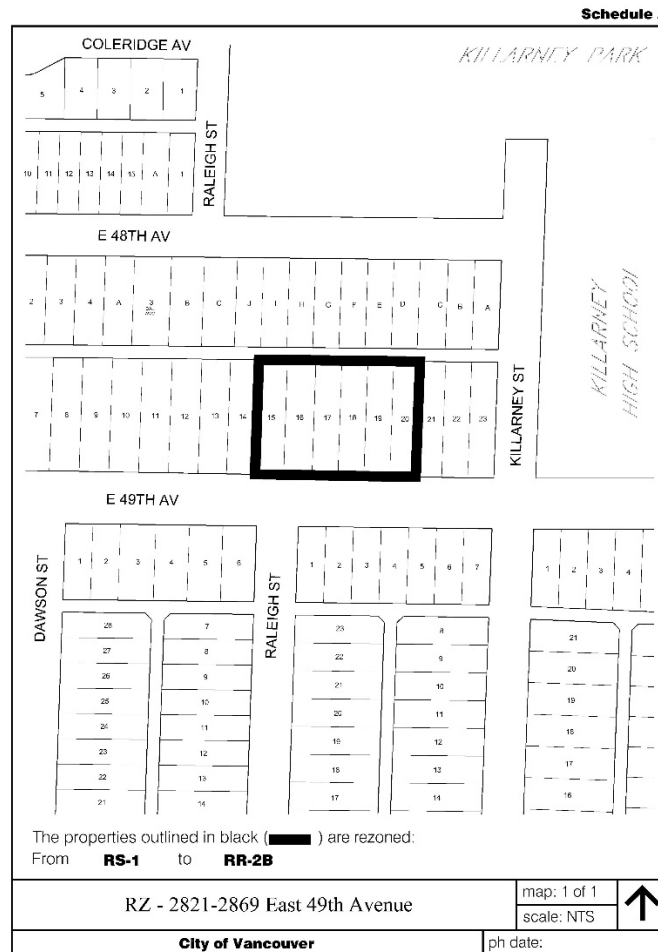 Schedule
COLERIDGE AV
KILLARNEY PARK
5 4 3 2 1
RALEIGH ST
10 11 12 13 14 15 A 1
E 48TH AV
2 3 4 A 3 B C J I H G F E D C B A
KILLARNEY
HIGH SCHOOL
7 8 9 10 11 12 13 14 15 16 17 18 19 20 21 22 23
KILLARNEY ST
E 49TH AV
DAWSON ST
1 2 3 4 5 6
RALEIGH ST
1 2 3 4 5 6 7
1 2 3 4
28 7 23 8 21
27 8 22 9 20
26 9 21 10 19
25 10 20 11 18
24 11 19 12 17
23 12 18 13 16
22 13 17 14
21 14
The properties outlined in black ( ) are rezoned:
From RS-1 to RR-2B
RZ - 2821-2869 East 49th Avenue
map: 1 of 1
scale: NTS
City of Vancouver
ph date: